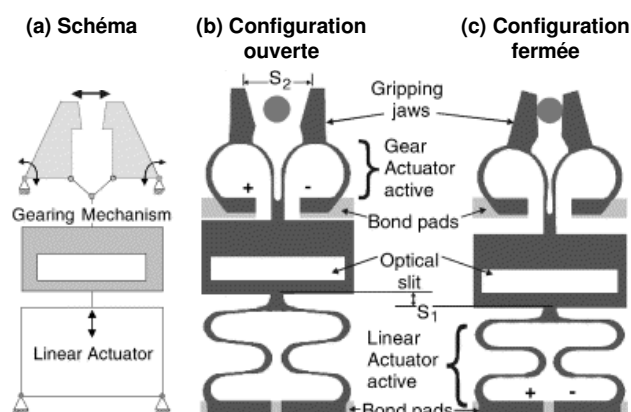 (a) Schéma
(b) Configuration
ouverte
(c) Configuration
fermée
S2
Gripping
jaws
Gear
Actuator
active
+ -
Gearing Mechanism
Bond pads
Optical
slit
S1
Linear Actuator
Linear
Actuator
active
+ -
Bond pads